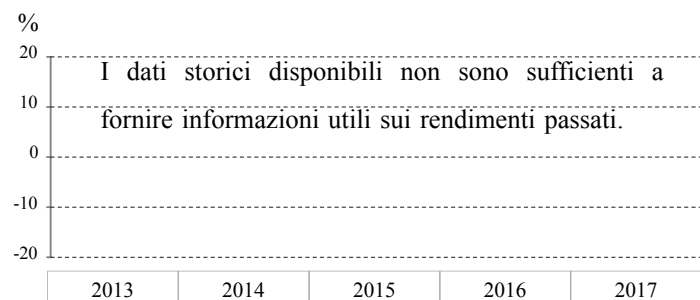 %
20
I dati storici disponibili non sono sufficienti a
10
fornire informazioni utili sui rendimenti passati.
0
-10
-20
2013 2014 2015 2016 2017